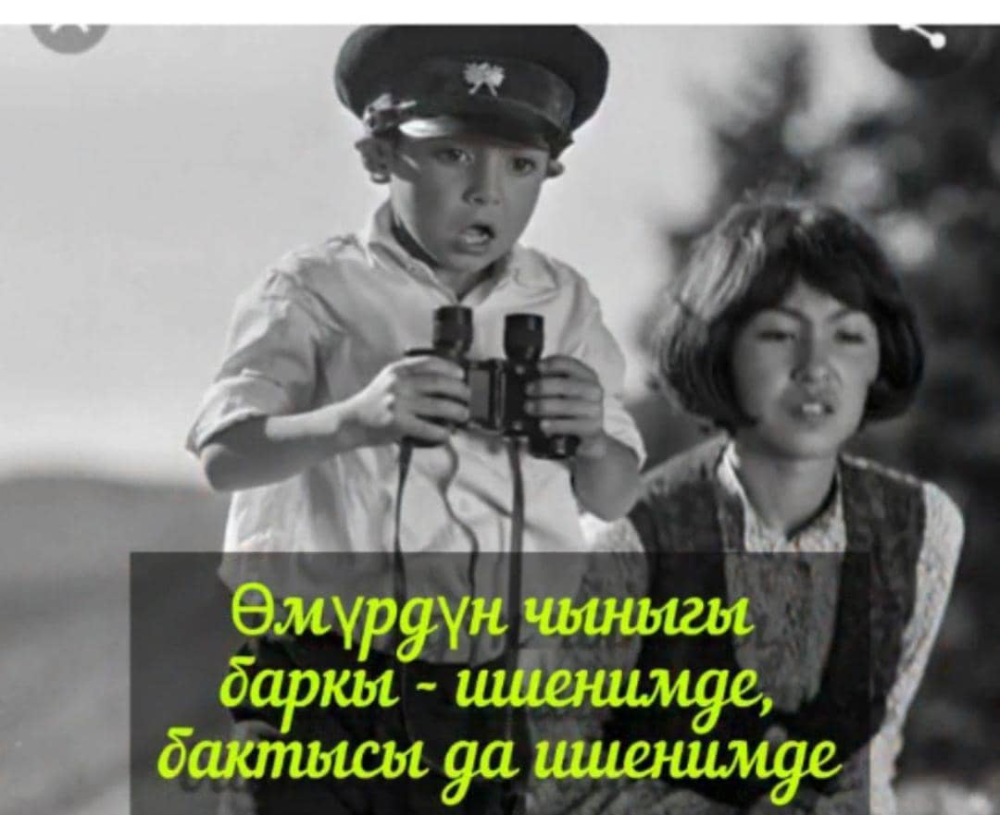 Өмүрдүн чыныгы
баркы - ишенимде,
бактысы да ишенимде